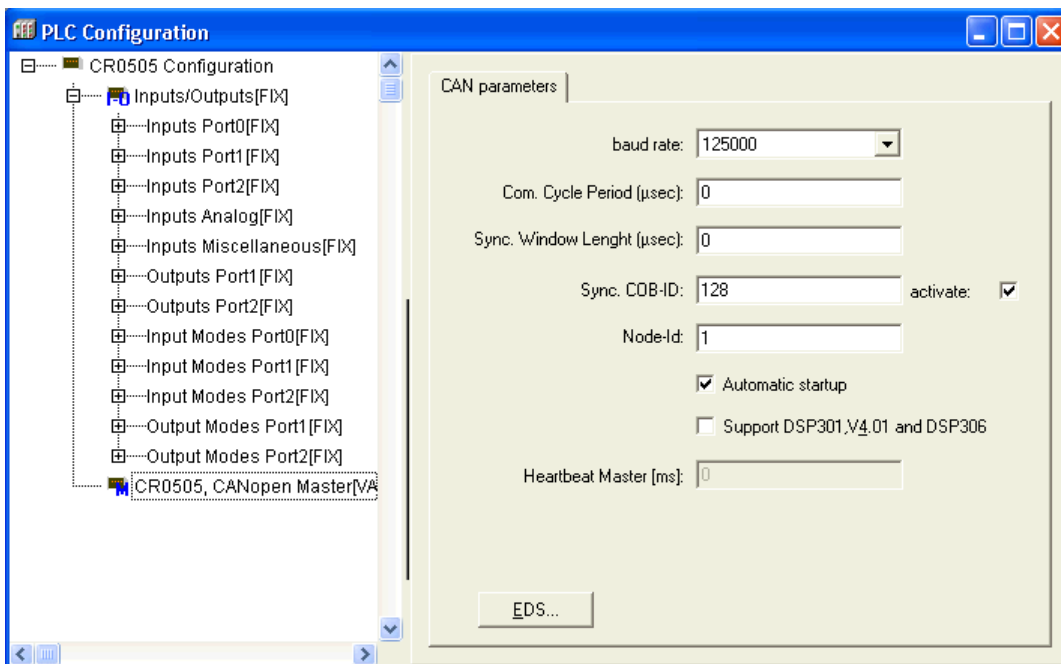 PLC Configuration
CR0505 Configuration
Inputs/Outputs[FIX]
Inputs Port0[FIX]
Inputs Port1[FIX]
Inputs Port2[FIX]
Inputs Analog[FIX]
Inputs Miscellaneous[FIX]
Outputs Port1[FIX]
Outputs Port2[FIX]
Input Modes Port0[FIX]
Input Modes Port1[FIX]
Input Modes Port2[FIX]
Output Modes Port1[FIX]
Output Modes Port2[FIX]
CR0505, CANopen Master[VA
CAN parameters
baud rate: 125000
Com. Cycle Period (µsec): 0
Sync. Window Lenght (µsec): 0
Sync. COB-ID: 128 activate:
Node-Id: 1
Automatic startup
Support DSP301,V4.01 and DSP306
Heartbeat Master [ms]: 0
EDS...